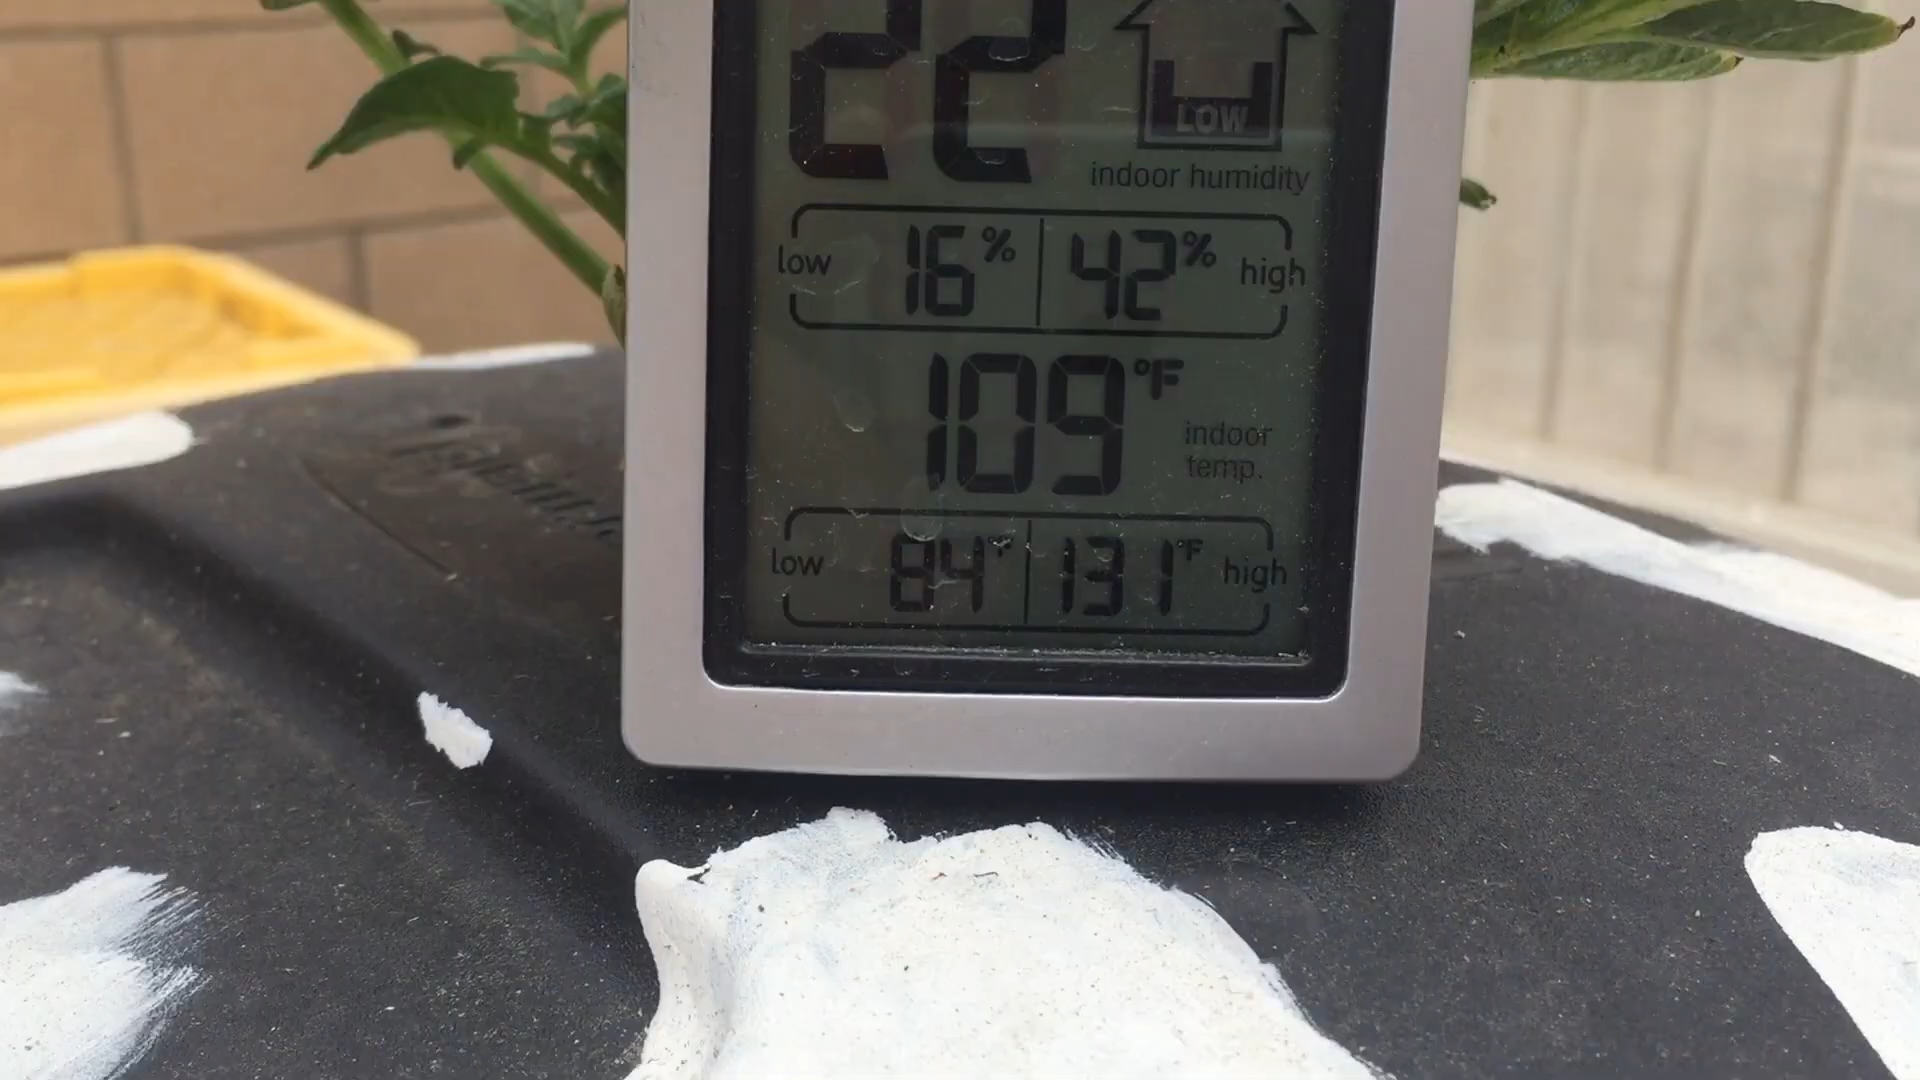 22
LOW
indoor humidity
low 16% 42% high
109°F
indoor
temp.
low 84°F 131°F high